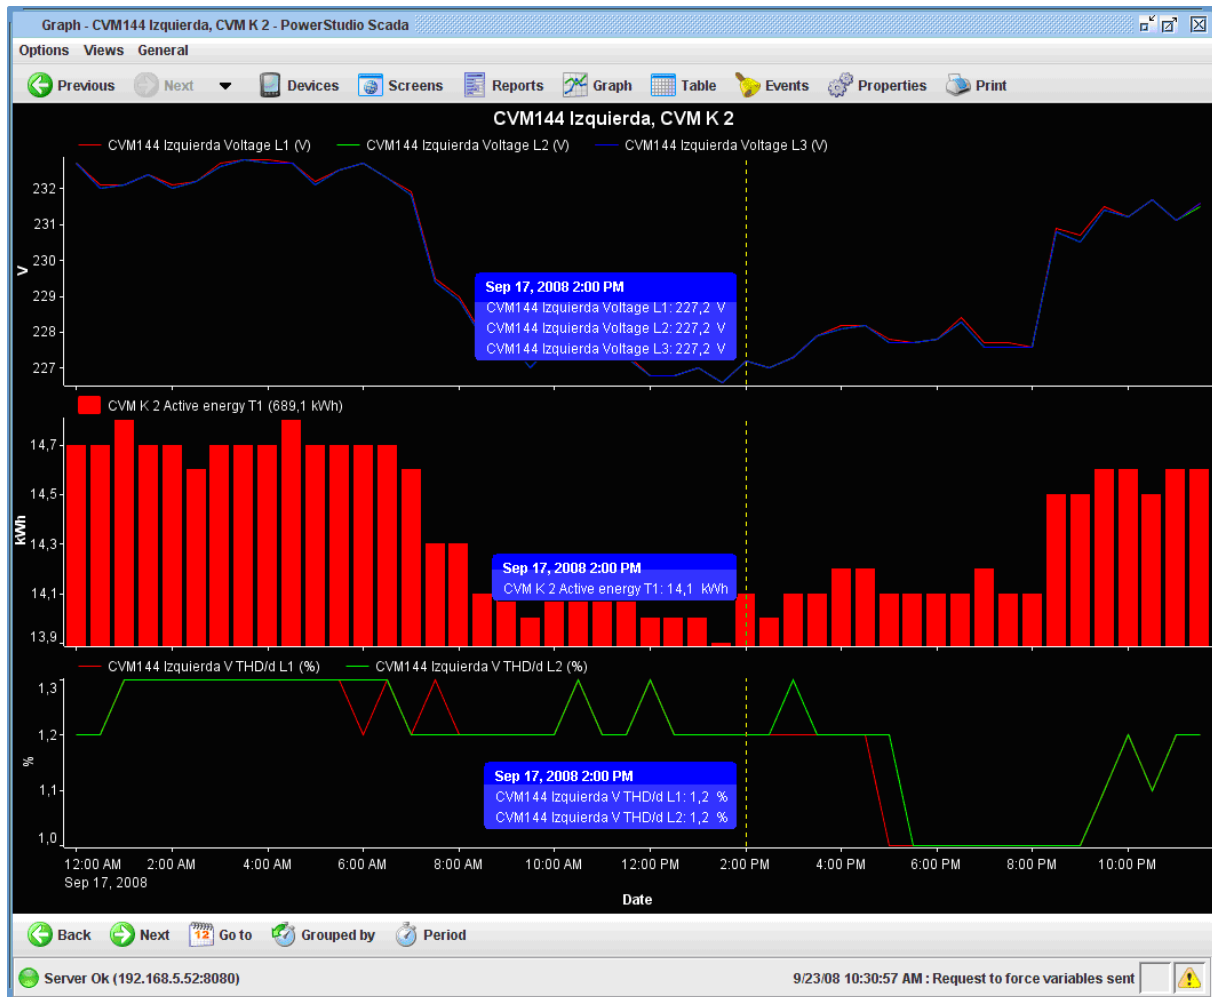 Graph - CVM144 Izquierda, CVM K 2 - PowerStudio Scada
Options Views General
Previous Next Devices Screens Reports Graph Table Events Properties Print
CVM144 Izquierda, CVM K 2
CVM144 Izquierda Voltage L1 (V) CVM144 Izquierda Voltage L2 (V) CVM144 Izquierda Voltage L3 (V)
232
231
230
229
228
227
V
Sep 17, 2008 2:00 PM
CVM144 Izquierda Voltage L1: 227,2 V
CVM144 Izquierda Voltage L2: 227,2 V
CVM144 Izquierda Voltage L3: 227,2 V
CVM K 2 Active energy T1 (689,1 kWh)
14,7
14,5
14,3
14,1
13,9
kWh
Sep 17, 2008 2:00 PM
CVM K 2 Active energy T1: 14,1 kWh
CVM144 Izquierda V THD/d L1 (%) CVM144 Izquierda V THD/d L2 (%)
1,3
1,2
1,1
1,0
%
Sep 17, 2008 2:00 PM
CVM144 Izquierda V THD/d L1: 1,2 %
CVM144 Izquierda V THD/d L2: 1,2 %
12:00 AM 2:00 AM 4:00 AM 6:00 AM 8:00 AM 10:00 AM 12:00 PM 2:00 PM 4:00 PM 6:00 PM 8:00 PM 10:00 PM
Sep 17, 2008
Date
Back Next 12 Go to Grouped by Period
Server Ok (192.168.5.52:8080) 9/23/08 10:30:57 AM : Request to force variables sent